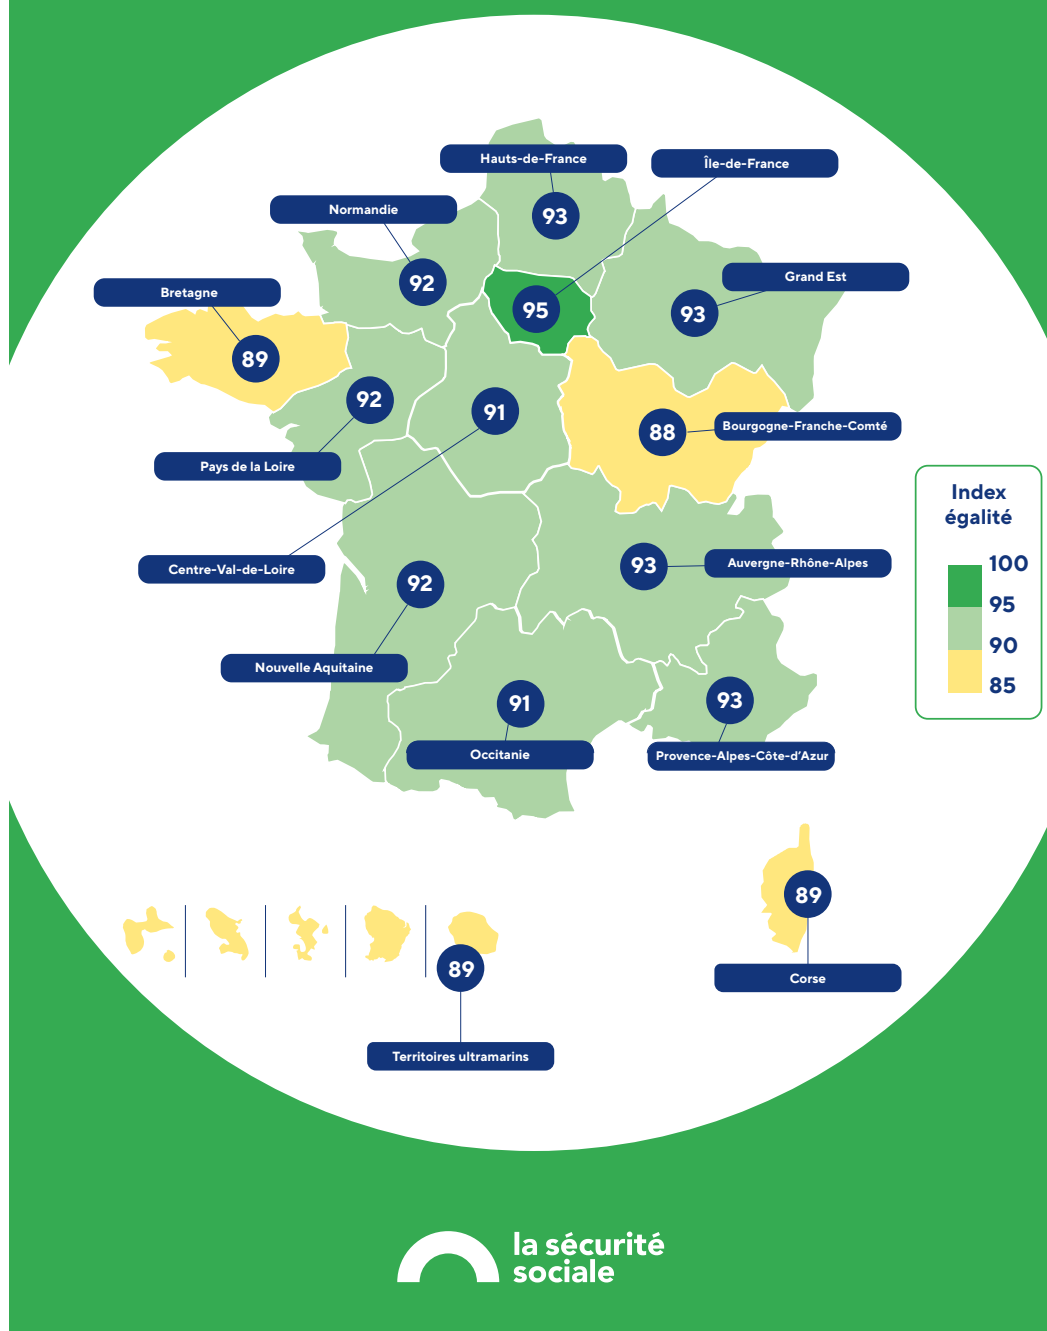 Hauts-de-France
Île-de-France
93
Normandie
92
Grand Est
Bretagne
95
93
89
92
91
88
Bourgogne-Franche-Comté
Pays de la Loire
Index
égalité
100
95
90
85
Centre-Val-de-Loire
92
93
Auvergne-Rhône-Alpes
Nouvelle Aquitaine
91
93
Occitanie
Provence-Alpes-Côte-d'Azur
89
Corse
89
Territoires ultramarins
la sécurité
sociale